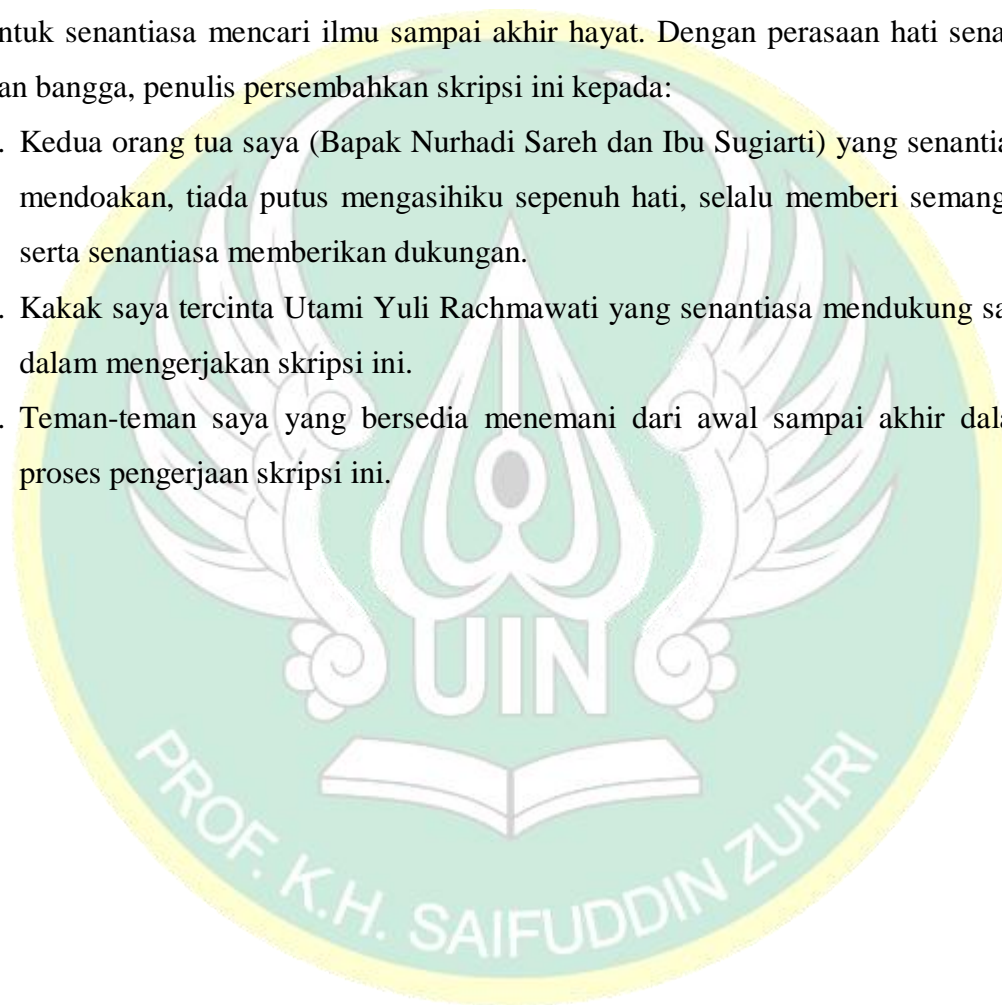 ntuk senantiasa mencari ilmu sampai akhir hayat. Dengan perasaan hati sena
an bangga, penulis persembahkan skripsi ini kepada:
. Kedua orang tua saya (Bapak Nurhadi Sareh dan Ibu Sugiarti) yang senantia
mendoakan, tiada putus mengasihiku sepenuh hati, selalu memberi semang
serta senantiasa memberikan dukungan.
. Kakak saya tercinta Utami Yuli Rachmawati yang senantiasa mendukung sa
dalam mengerjakan skripsi ini.
. Teman-teman saya yang bersedia menemani dari awal sampai akhir dala
proses pengerjaan skripsi ini.
UIN
PROF. K.H. SAIFUDDIN ZUHRI